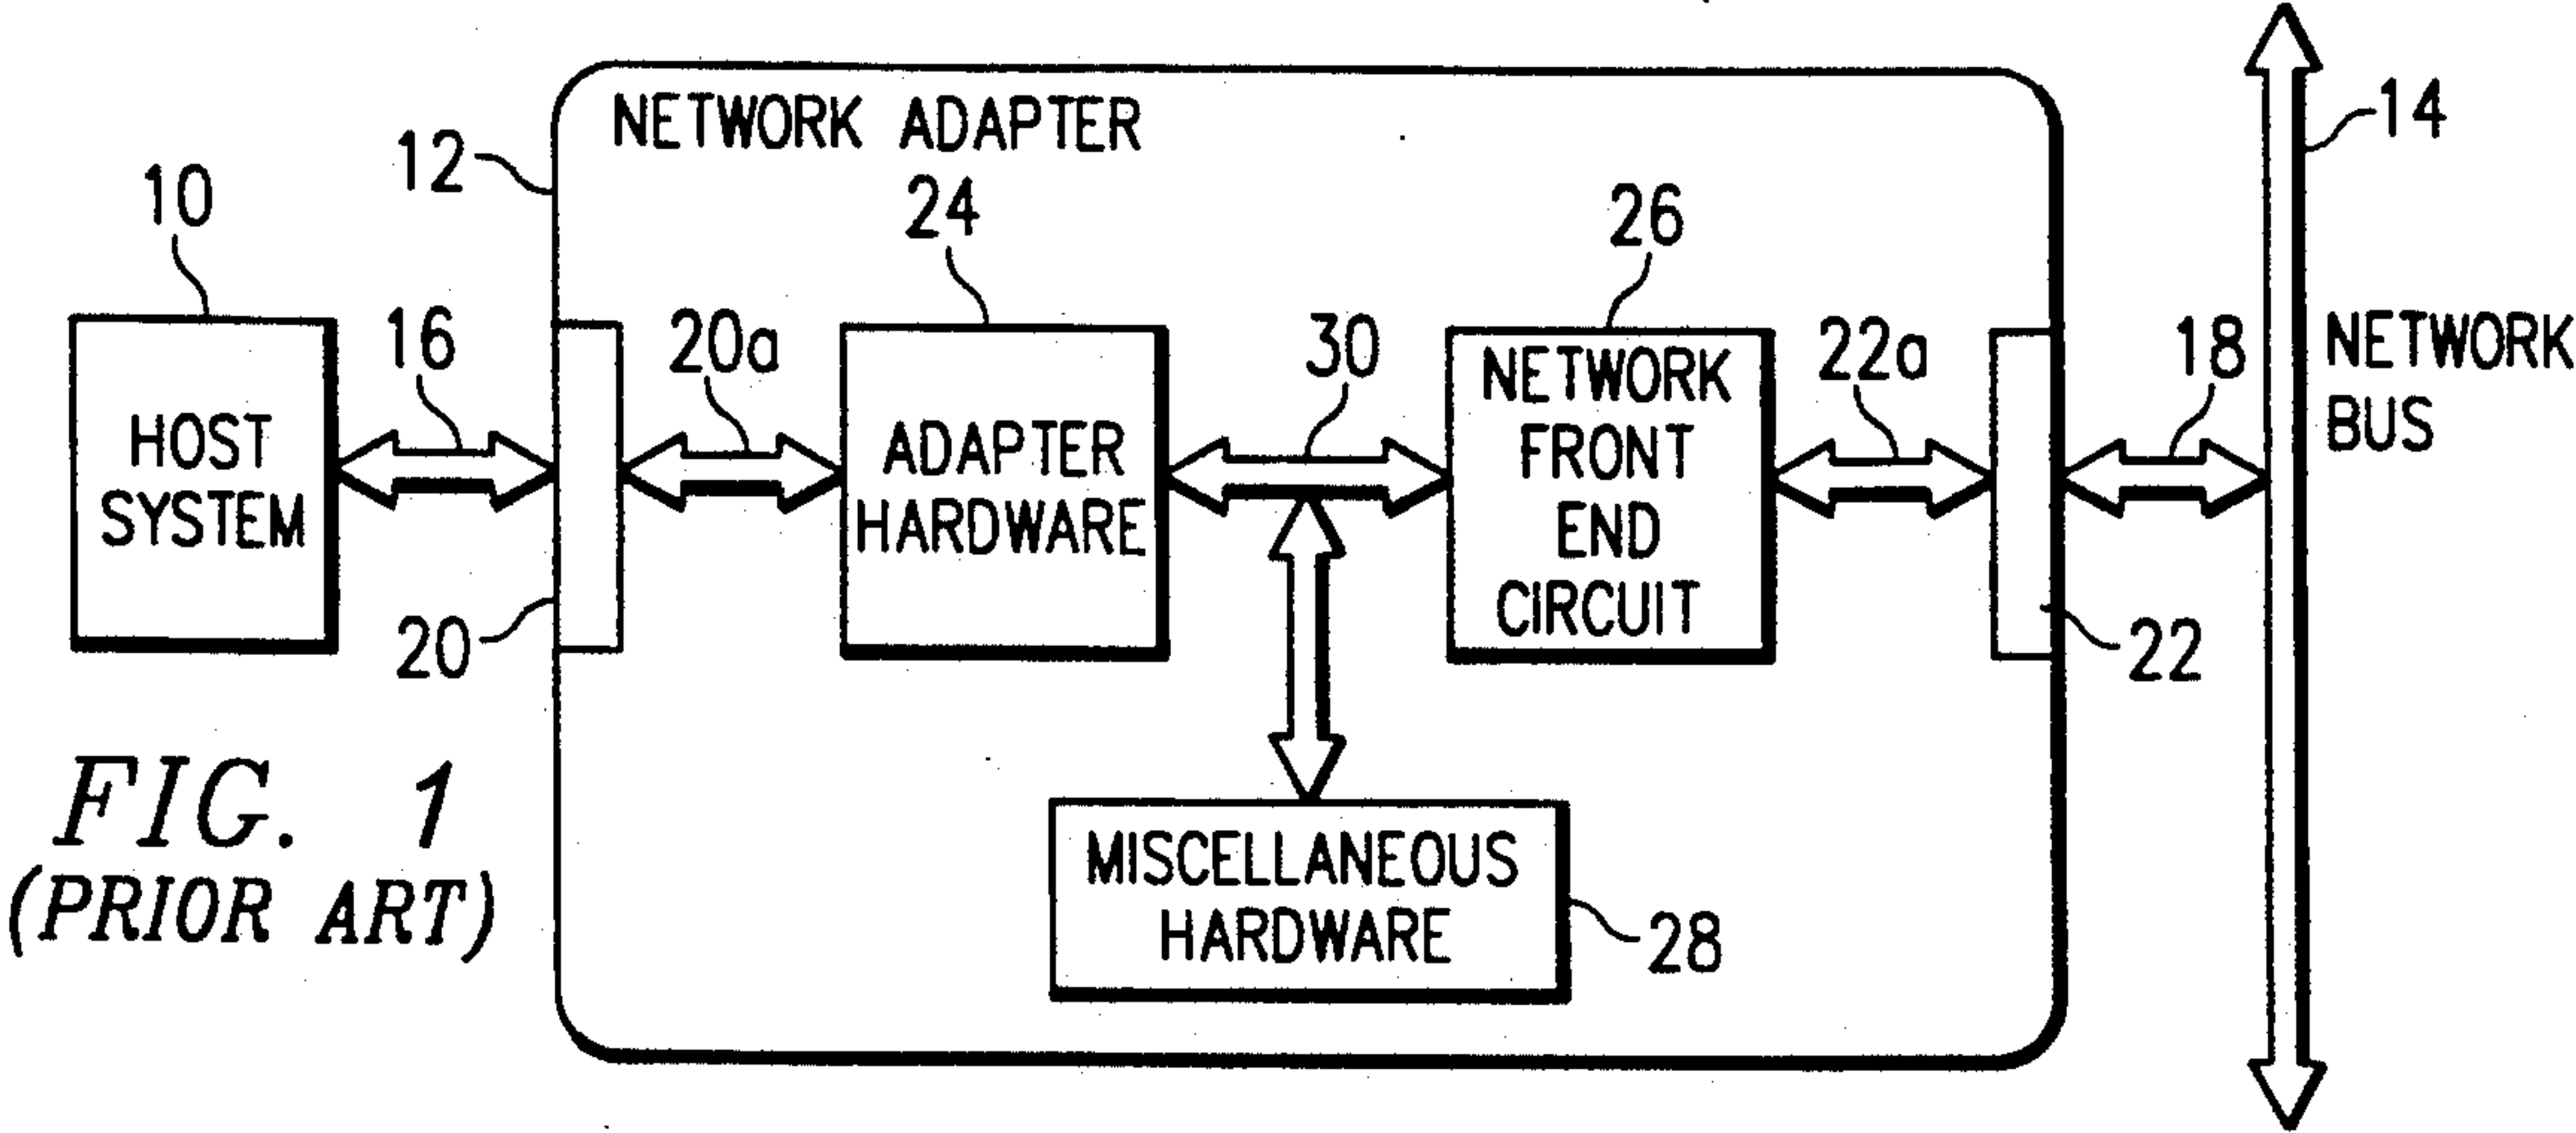 NETWORK ADAPTER
10
12
14
16
20a
24
30
26
22a
18
HOST
SYSTEM
20
ADAPTER
HARDWARE
NETWORK
FRONT
END
CIRCUIT
22
NETWORK
BUS
MISCELLANEOUS
HARDWARE
28
FIG. 1
(PRIOR ART)